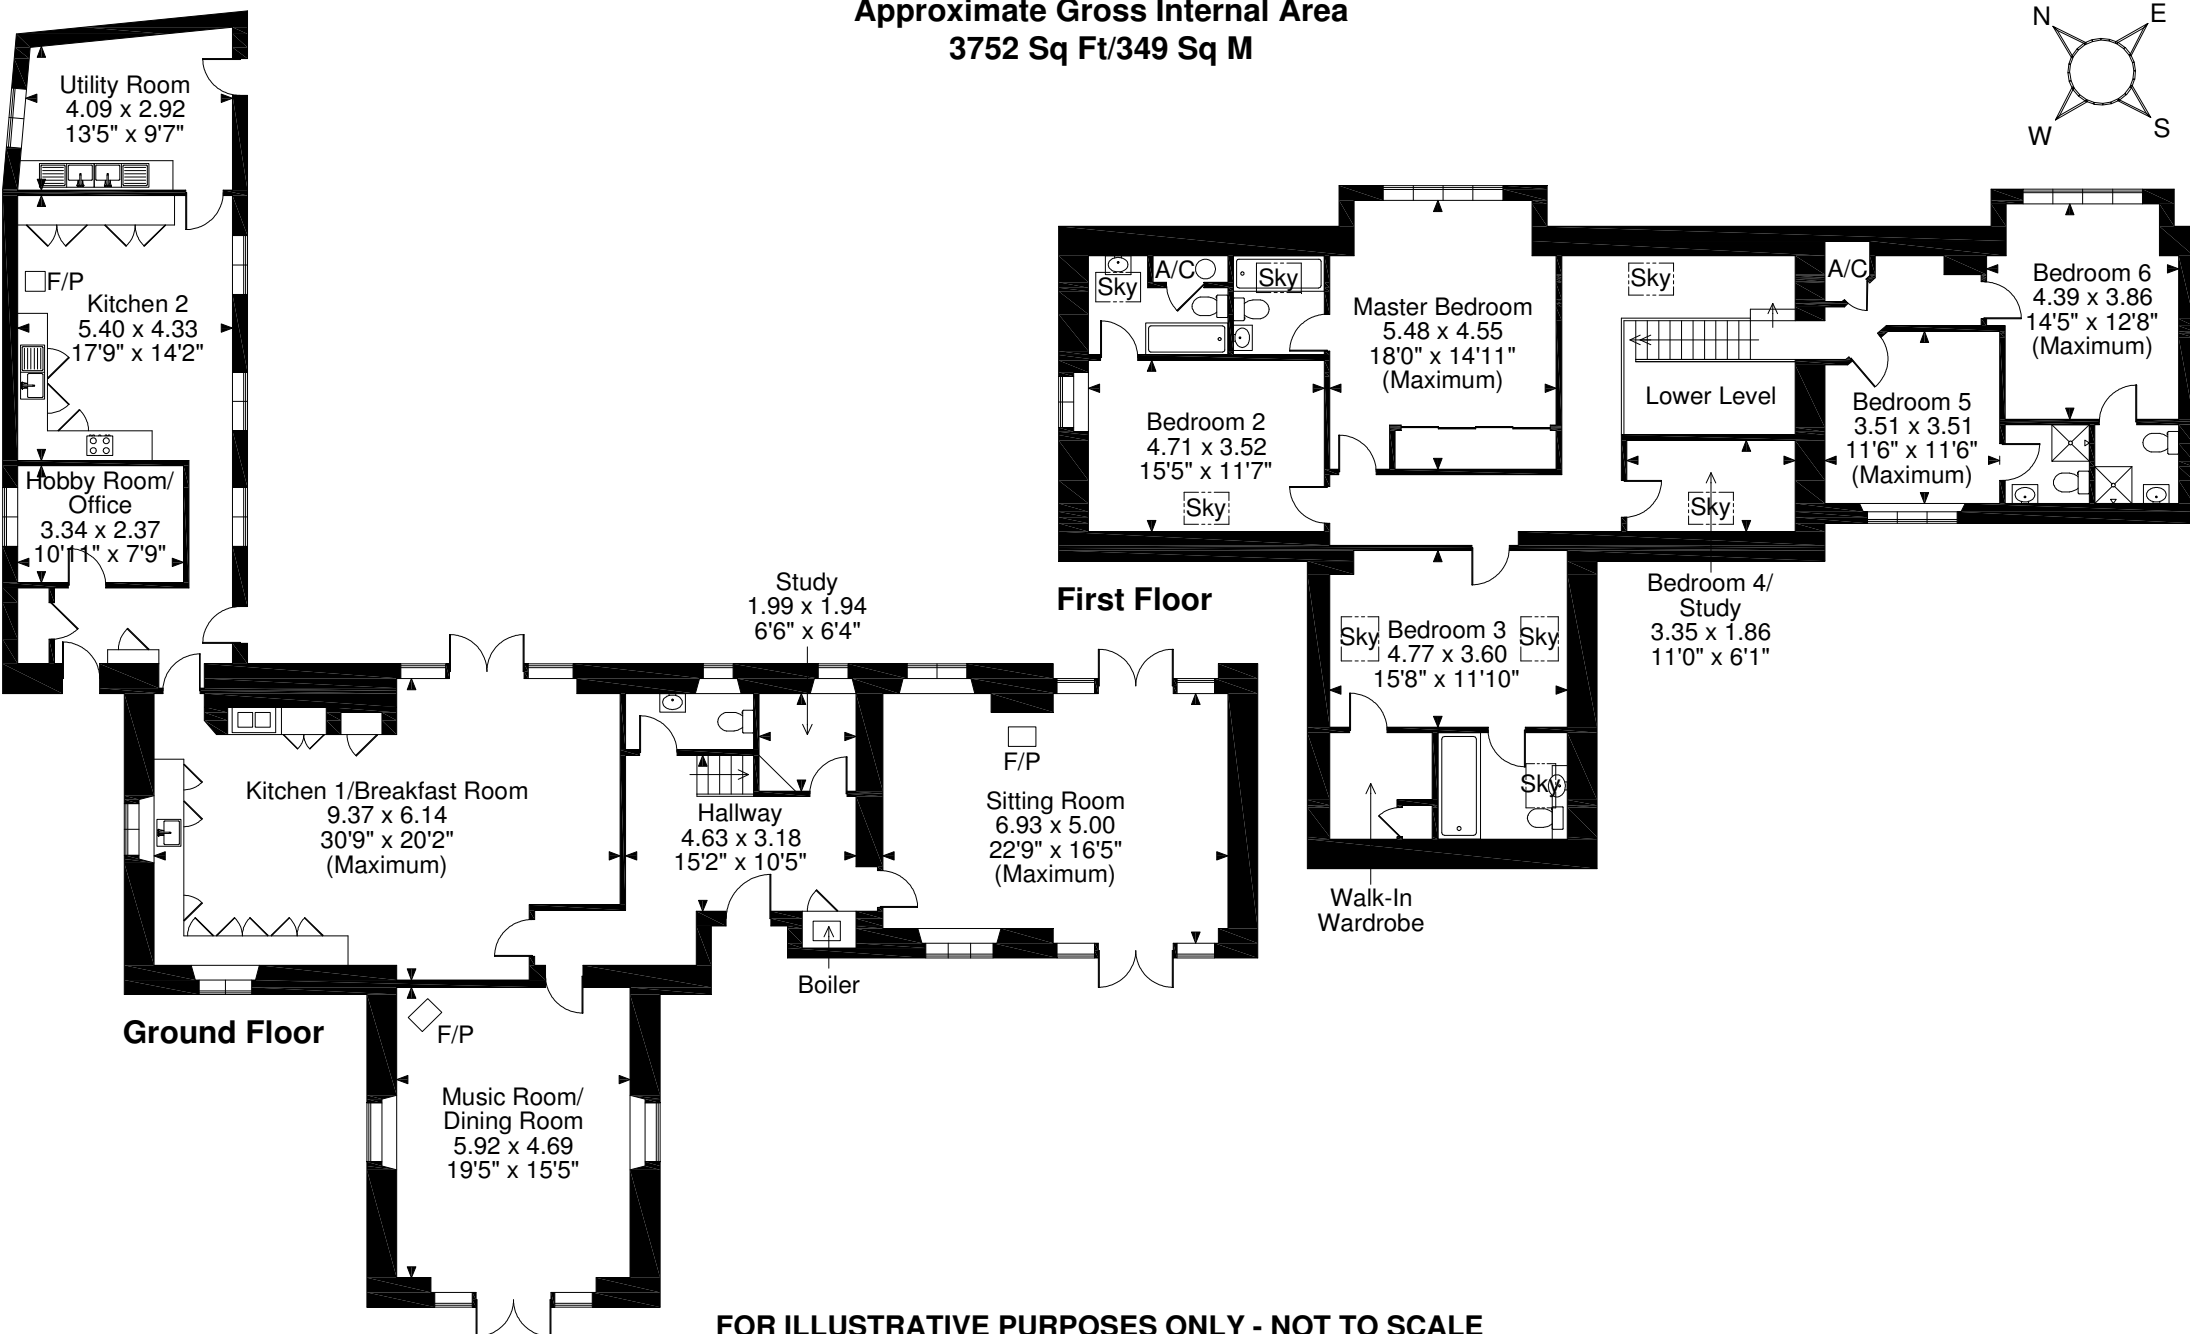 Approximate Gross Internal Area
3752 Sq Ft/349 Sq M
N
E
W
S
Utility Room
4.09 x 2.92
13'5" x 9'7"
F/P
Kitchen 2
5.40 x 4.33
17'9" x 14'2"
Hobby Room/
Office
3.34 x 2.37
10'11" x 7'9"
Study
1.99 x 1.94
6'6" x 6'4"
Kitchen 1/Breakfast Room
9.37 x 6.14
30'9" x 20'2"
(Maximum)
Hallway
4.63 x 3.18
15'2" x 10'5"
F/P
Sitting Room
6.93 x 5.00
22'9" x 16'5"
(Maximum)
Boiler
Ground Floor
F/P
Music Room/
Dining Room
5.92 x 4.69
19'5" x 15'5"
Sky
A/C
Sky
Master Bedroom
5.48 x 4.55
18'0" x 14'11"
(Maximum)
Sky
A/C
Bedroom 6
4.39 x 3.86
14'5" x 12'8"
(Maximum)
Bedroom 2
4.71 x 3.52
15'5" x 11'7"
Sky
Lower Level
Bedroom 5
3.51 x 3.51
11'6" x 11'6"
(Maximum)
Sky
First Floor
Bedroom 4/
Study
3.35 x 1.86
11'0" x 6'1"
Sky
Bedroom 3
4.77 x 3.60
15'8" x 11'10"
Sky
Sky
Walk-In
Wardrobe
FOR ILLUSTRATIVE PURPOSES ONLY - NOT TO SCALE